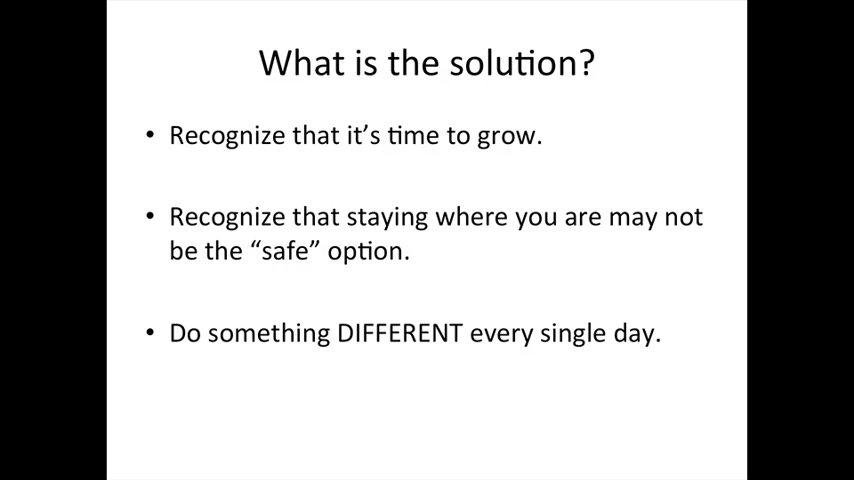 What is the solution?
• Recognize that it’s time to grow.
• Recognize that staying where you are may not
be the “safe” option.
• Do something DIFFERENT every single day.